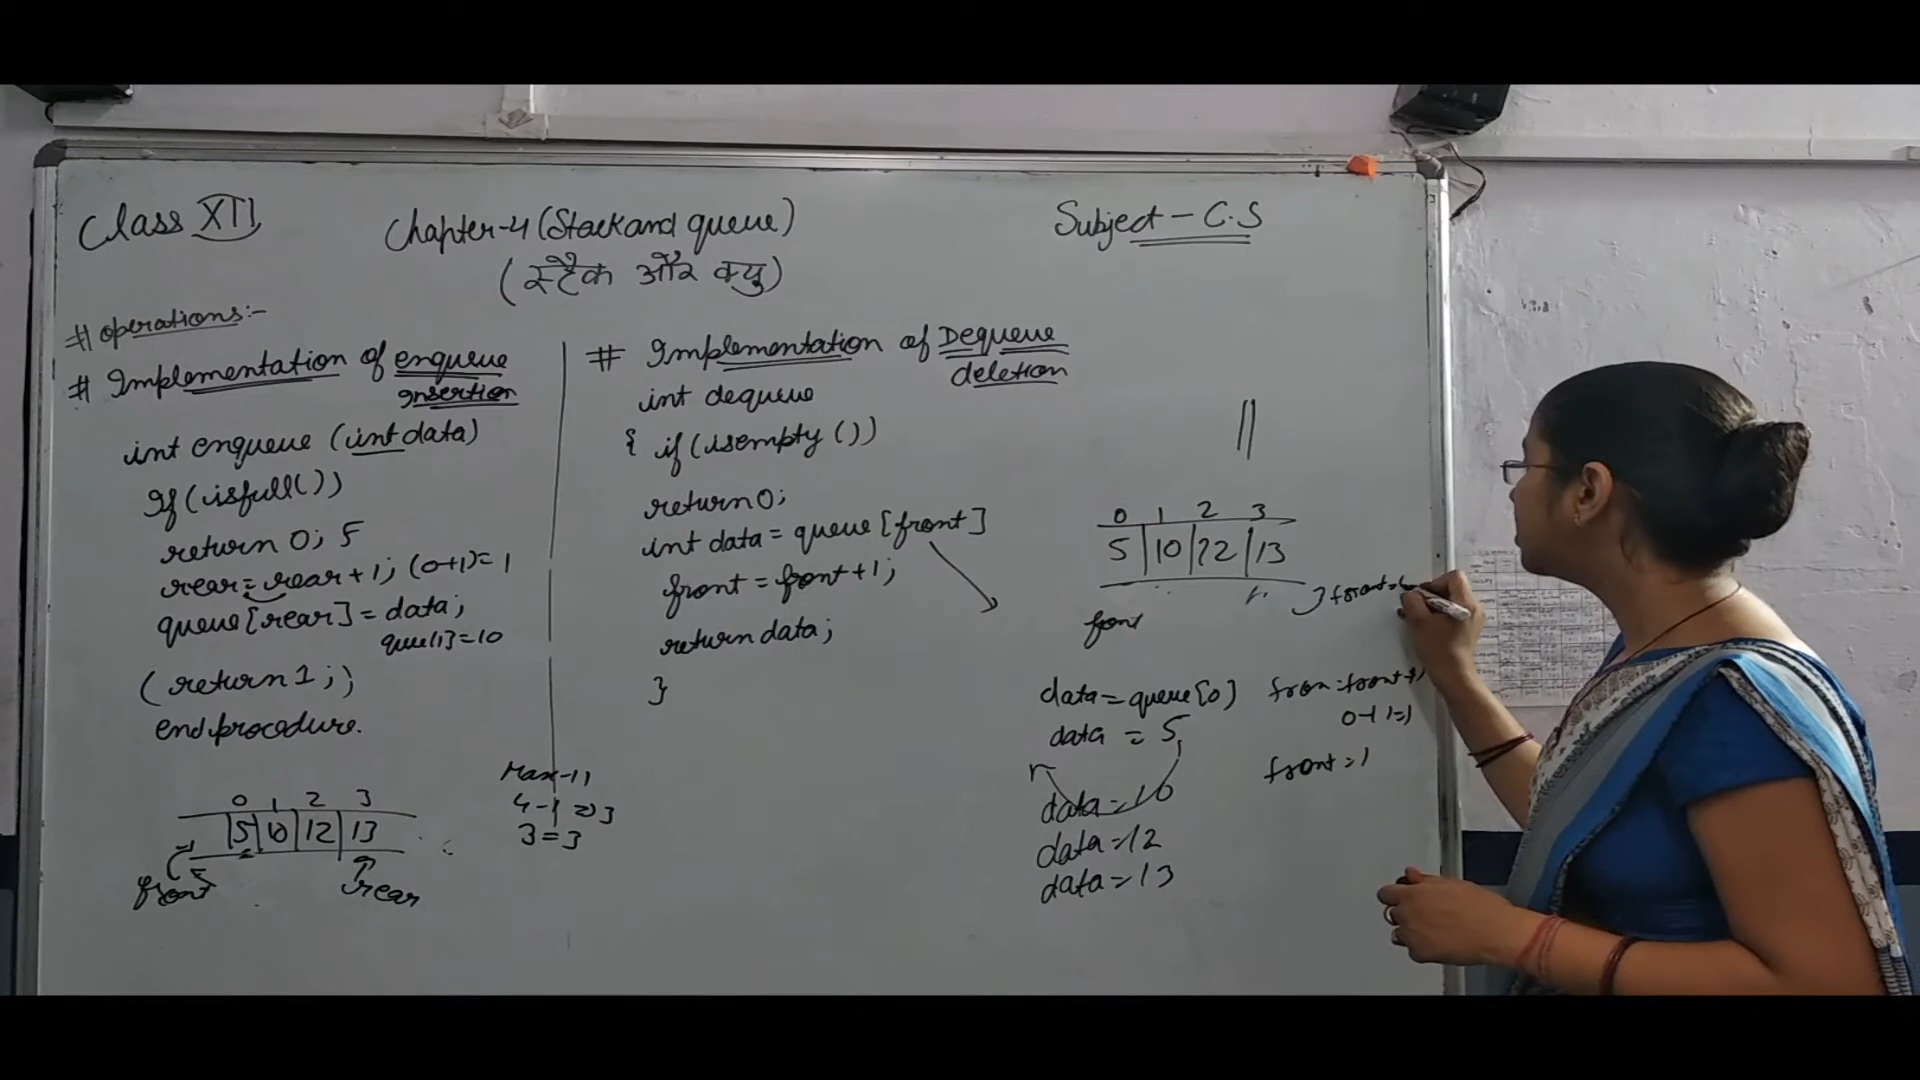 Class XII
Chapter-4 (Stack and queue)
(स्टैक और क्यु)
Subject - C.S
# operations:-
# Implementation of enqueue
Insertion
int enqueue (int data)
If (isfull())
return 0; 5
rear = rear + 1; (0+1) = 1
queue[rear] = data;
que[1] = 10
(return 1;)
end procedure.
0 1 2 3
5 10 12 13
front
rear
Max-1)
4-1 => 3
3 = 3
# Implementation of Dequeue
deletion
int dequeue
{ if (isempty ())
return 0;
int data = queue [front]
front = front + 1;
return data;
}
0 1 2 3
5 10 12 13
front
front =
data = queue [0]
data = 5
data = 10
data = 12
data = 13
fron = front + 1
0+1=1
front = 1